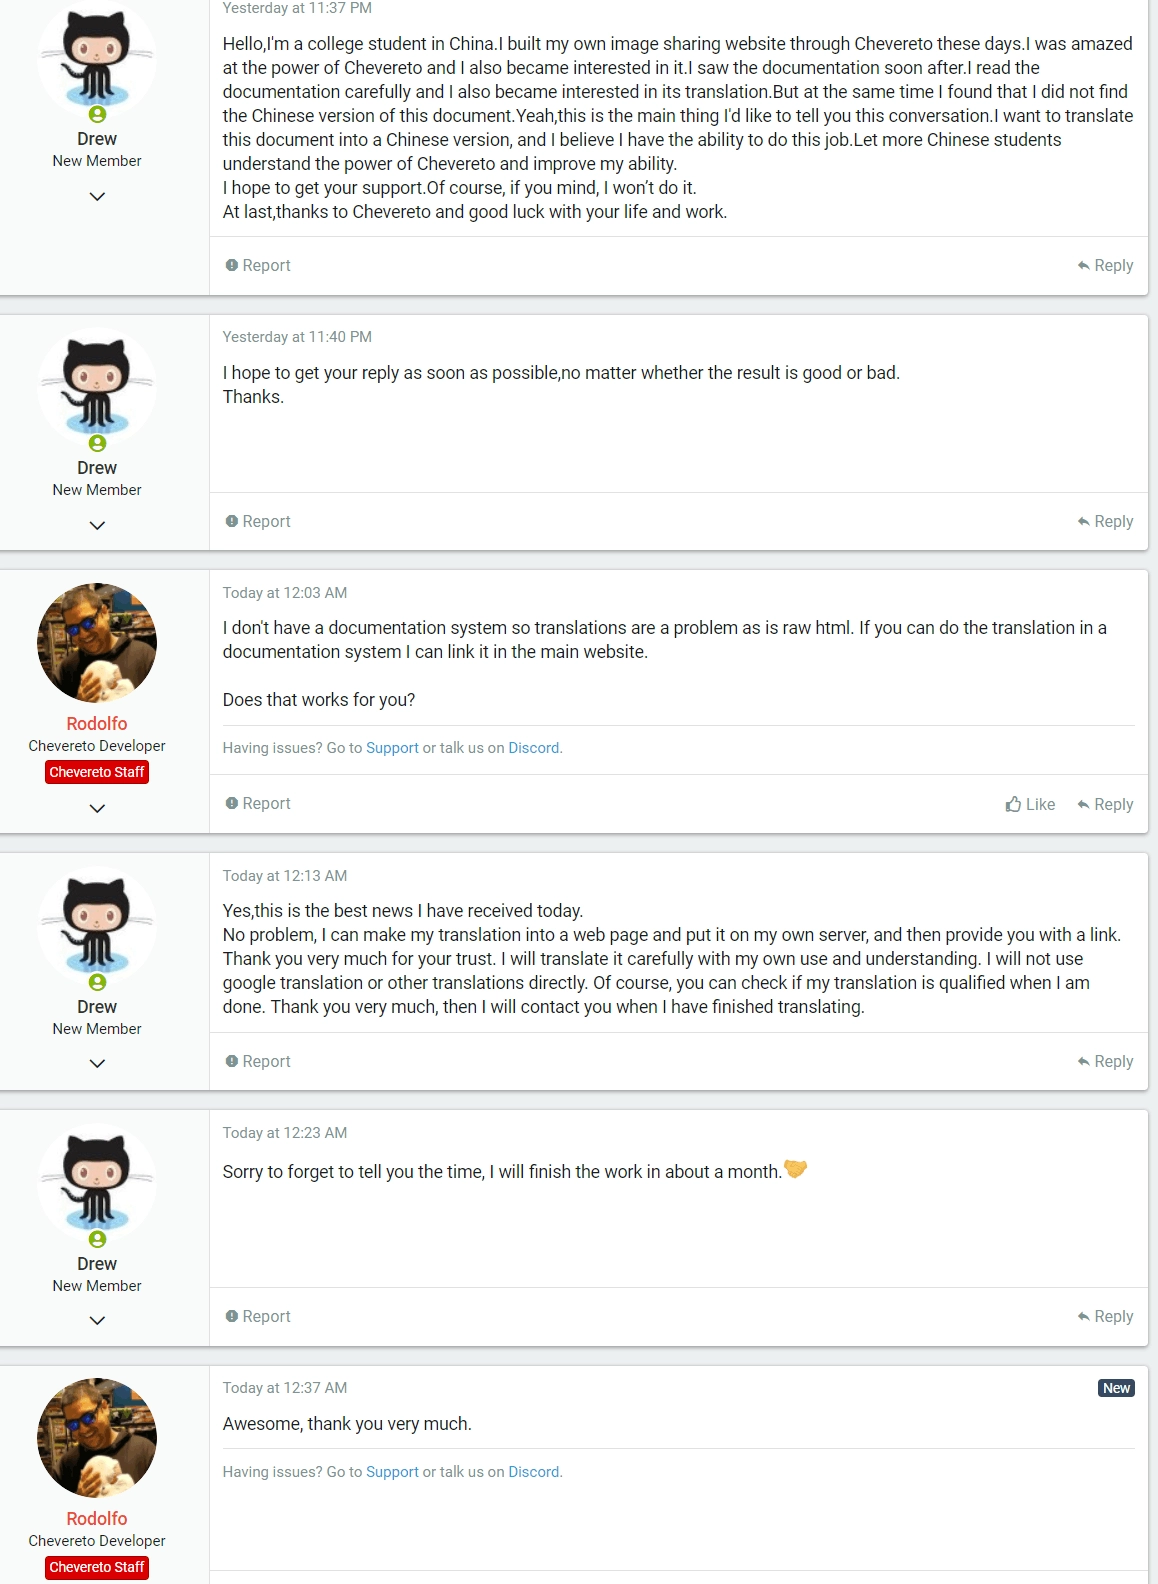 Yesterday at 11:37 PM
Hello,I'm a college student in China.I built my own image sharing website through Chevereto these days.I was amazed
at the power of Chevereto and I also became interested in it.I saw the documentation soon after.I read the
documentation carefully and I also became interested in its translation.But at the same time I found that I did not find
the Chinese version of this document.Yeah,this is the main thing I'd like to tell you this conversation.I want to translate
this document into a Chinese version, and I believe I have the ability to do this job.Let more Chinese students
understand the power of Chevereto and improve my ability.
I hope to get your support.Of course, if you mind, I won't do it.
At last,thanks to Chevereto and good luck with your life and work.
Drew
New Member
Report
Reply
Yesterday at 11:40 PM
I hope to get your reply as soon as possible,no matter whether the result is good or bad.
Thanks.
Drew
New Member
Report
Reply
Today at 12:03 AM
I don't have a documentation system so translations are a problem as is raw html. If you can do the translation in a
documentation system I can link it in the main website.
Does that works for you?
Rodolfo
Chevereto Developer
Chevereto Staff
Having issues? Go to Support or talk us on Discord.
Report
Like
Reply
Today at 12:13 AM
Yes,this is the best news I have received today.
No problem, I can make my translation into a web page and put it on my own server, and then provide you with a link.
Thank you very much for your trust. I will translate it carefully with my own use and understanding. I will not use
google translation or other translations directly. Of course, you can check if my translation is qualified when I am
done. Thank you very much, then I will contact you when I have finished translating.
Drew
New Member
Report
Reply
Today at 12:23 AM
Sorry to forget to tell you the time, I will finish the work in about a month.
Drew
New Member
Report
Reply
Today at 12:37 AM
New
Awesome, thank you very much.
Having issues? Go to Support or talk us on Discord.
Rodolfo
Chevereto Developer
Chevereto Staff